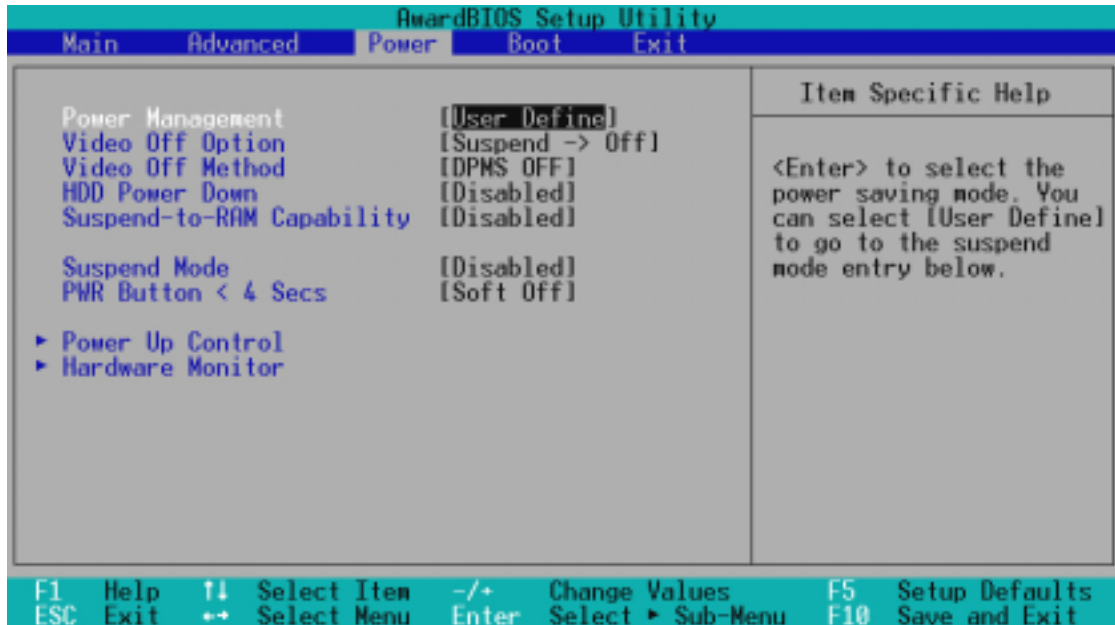 AwardBIOS Setup Utility
Main Advanced Power Boot Exit
Power Management [User Define]
Video Off Option [Suspend -> Off]
Video Off Method [DPMS OFF]
HDD Power Down [Disabled]
Suspend-to-RAM Capability [Disabled]
Suspend Mode [Disabled]
PWR Button < 4 Secs [Soft Off]
► Power Up Control
► Hardware Monitor
Item Specific Help
<Enter> to select the
power saving mode. You
can select [User Define]
to go to the suspend
mode entry below.
F1 Help ↑↓ Select Item -/+ Change Values F5 Setup Defaults
ESC Exit ←→ Select Menu Enter Select ► Sub-Menu F10 Save and Exit